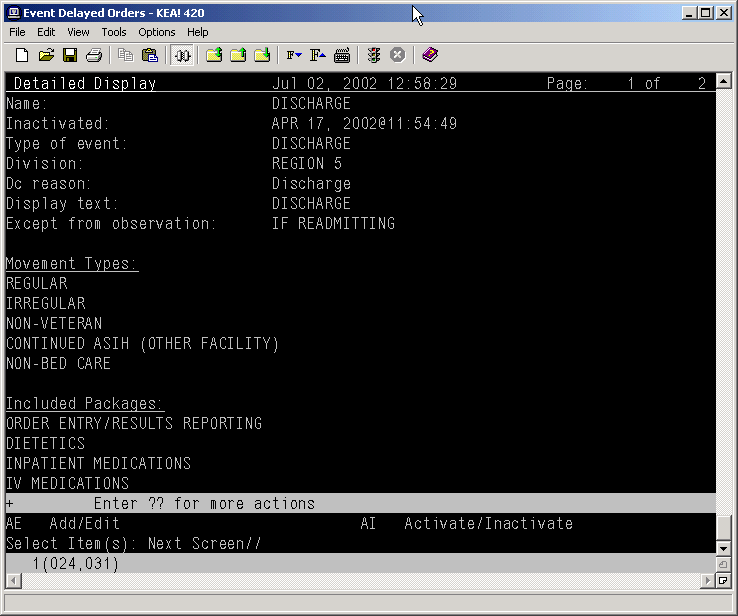 Event Delayed Orders - KEA! 420
File Edit View Tools Options Help
Detailed Display Jul 02, 2002 12:58:29 Page: 1 of 2
Name: DISCHARGE
Inactivated: APR 17, 2002@11:54:49
Type of event: DISCHARGE
Division: REGION 5
Dc reason: Discharge
Display text: DISCHARGE
Except from observation: IF READMITTING
Movement Types:
REGULAR
IRREGULAR
NON-VETERAN
CONTINUED ASIH (OTHER FACILITY)
NON-BED CARE
Included Packages:
ORDER ENTRY/RESULTS REPORTING
DIETETICS
INPATIENT MEDICATIONS
IV MEDICATIONS
+ Enter ?? for more actions
AE Add/Edit AI Activate/Inactivate
Select Item(s): Next Screen//
1(024,031)